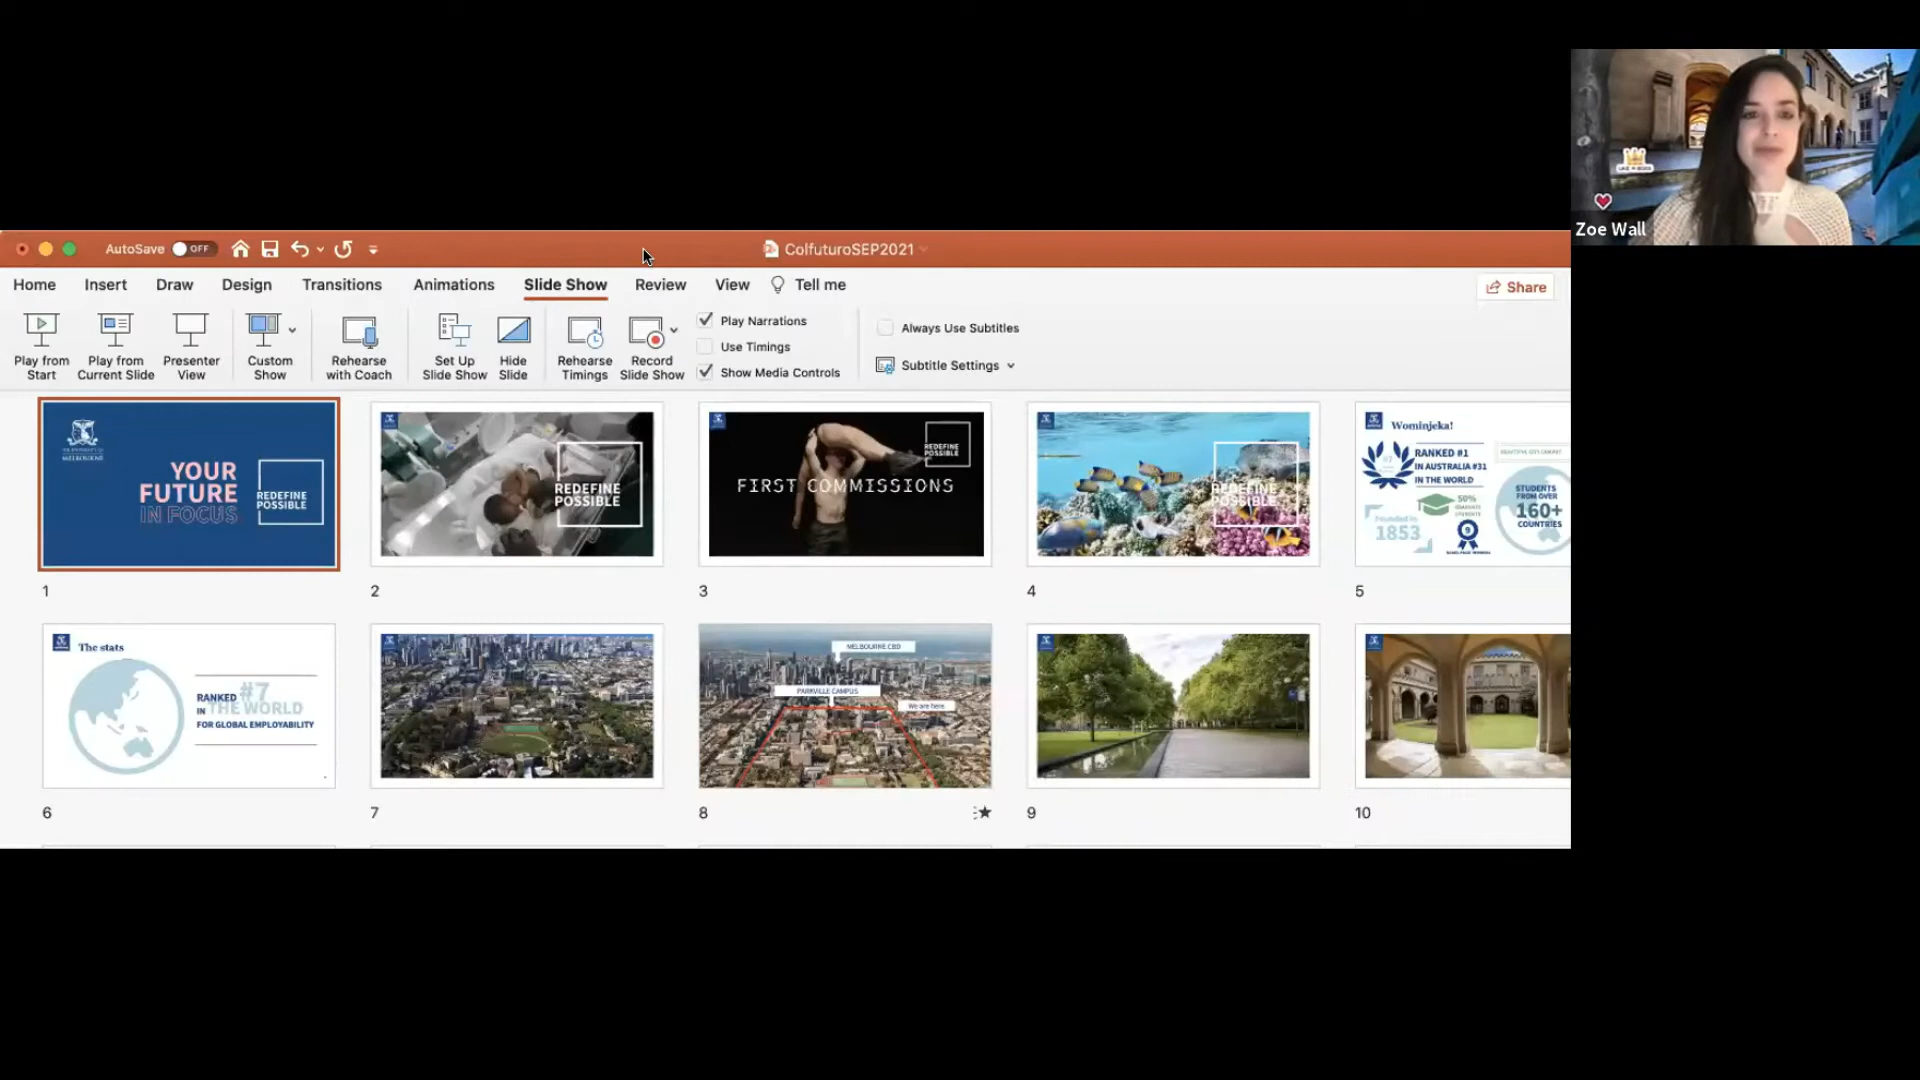 Zoe Wall
AutoSave OFF
ColfuturoSEP2021
Home Insert Draw Design Transitions Animations Slide Show Review View Tell me
Share
Play from Start
Play from Current Slide
Presenter View
Custom Show
Rehearse with Coach
Set Up Slide Show
Hide Slide
Rehearse Timings
Record Slide Show
Play Narrations
Use Timings
Show Media Controls
Always Use Subtitles
Subtitle Settings
MELBOURNE
YOUR
FUTURE
IN FOCUS
REDEFINE
POSSIBLE
1
REDEFINE
POSSIBLE
2
REDEFINE
POSSIBLE
FIRST COMMISSIONS
3
REDEFINE
POSSIBLE
4
Wominjeka!
RANKED #1
IN AUSTRALIA #31
IN THE WORLD
50%
Founded in
1853
9
STUDENTS
FROM OVER
160+
COUNTRIES
5
The stats
RANKED #7
IN THE WORLD
FOR GLOBAL EMPLOYABILITY
6
7
MELBOURNE CBD
PARKVILLE CAMPUS
We are here
8
9
10